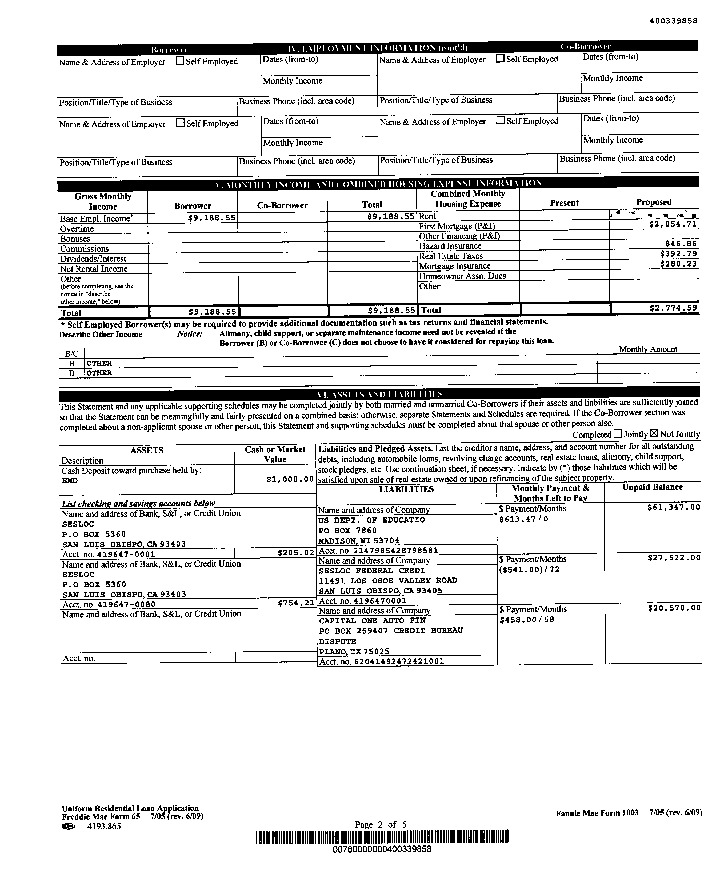 400339858
Borrower IV. EMPLOYMENT INFORMATION (cont'd) Co-Borrower
Name & Address of Employer ☐ Self Employed Dates (from-to) Name & Address of Employer ☐ Self Employed Dates (from-to)
Monthly Income Monthly Income
Position/Title/Type of Business Business Phone (incl. area code) Position/Title/Type of Business Business Phone (incl. area code)
Name & Address of Employer ☐ Self Employed Dates (from-to) Name & Address of Employer ☐ Self Employed Dates (from-to)
Monthly Income Monthly Income
Position/Title/Type of Business Business Phone (incl. area code) Position/Title/Type of Business Business Phone (incl. area code)
V. MONTHLY INCOME AND COMBINED HOUSING EXPENSE INFORMATION
Gross Monthly Income Borrower Co-Borrower Total Combined Monthly Housing Expense Present Proposed
Base Empl. Income* $9,188.55 $9,188.55 Rent
Overtime First Mortgage (P&I) $2,054.71
Bonuses Other Financing (P&I)
Commissions Hazard Insurance $46.86
Dividends/Interest Real Estate Taxes $392.79
Net Rental Income Mortgage Insurance $280.23
Other Homeowner Assn. Dues
(before completing, see the notice in "describe other income," below) Other:
Total $9,188.55 $9,188.55 Total $2,774.59
* Self Employed Borrower(s) may be required to provide additional documentation such as tax returns and financial statements.
Describe Other Income Notice: Alimony, child support, or separate maintenance income need not be revealed if the
Borrower (B) or Co-Borrower (C) does not choose to have it considered for repaying this loan.
B/C Monthly Amount
OTHER
OTHER
VI. ASSETS AND LIABILITIES
This Statement and any applicable supporting schedules may be completed jointly by both married and unmarried Co-Borrowers if their assets and liabilities are sufficiently joined
so that the Statement can be meaningfully and fairly presented on a combined basis; otherwise, separate Statements and Schedules are required. If the Co-Borrower section was
completed about a non-applicant spouse or other person, this Statement and supporting schedules must be completed about that spouse or other person also.
Completed ☐ Jointly ☒ Not Jointly
ASSETS Cash or Market Value
Description
Cash Deposit toward purchase held by:
EMD $1,000.00
List checking and savings accounts below
Name and address of Bank, S&L, or Credit Union
SESLOC
P.O BOX 5360
SAN LUIS OBISPO, CA 93403
Acct. no. 419647-0001 $205.02
Name and address of Bank, S&L, or Credit Union
SESLOC
P.O BOX 5360
SAN LUIS OBISPO, CA 93403
Acct. no. 419647-0080 $754.21
Name and address of Bank, S&L, or Credit Union
Acct. no.
Liabilities and Pledged Assets. List the creditor's name, address, and account number for all outstanding
debts, including automobile loans, revolving charge accounts, real estate loans, alimony, child support,
stock pledges, etc. Use continuation sheet, if necessary. Indicate by (*) those liabilities which will be
satisfied upon sale of real estate owned or upon refinancing of the subject property.
LIABILITIES Monthly Payment & Months Left to Pay Unpaid Balance
Name and address of Company $ Payment/Months $61,347.00
US DEPT. OF EDUCATIO $613.47/0
PO BOX 7860
MADISON, WI 53704
Acct. no. 2147985428798581
Name and address of Company $ Payment/Months $27,522.00
SESLOC FEDERAL CREDI ($541.00)/72
11491 LOS OSOS VALLEY ROAD
SAN LUIS OBISPO, CA 93405
Acct. no. 4196470001
Name and address of Company $ Payment/Months $20,570.00
CAPITAL ONE AUTO FIN $458.00/68
PO BOX 259407 CREDIT BUREAU
DISPUTE
PLANO, TX 75025
Acct. no. 62041492472421001
Uniform Residential Loan Application
Freddie Mac Form 65 7/05 (rev. 6/09) Fannie Mae Form 1003 7/05 (rev. 6/09)
4193.865 Page 2 of 5
00780000000400339858